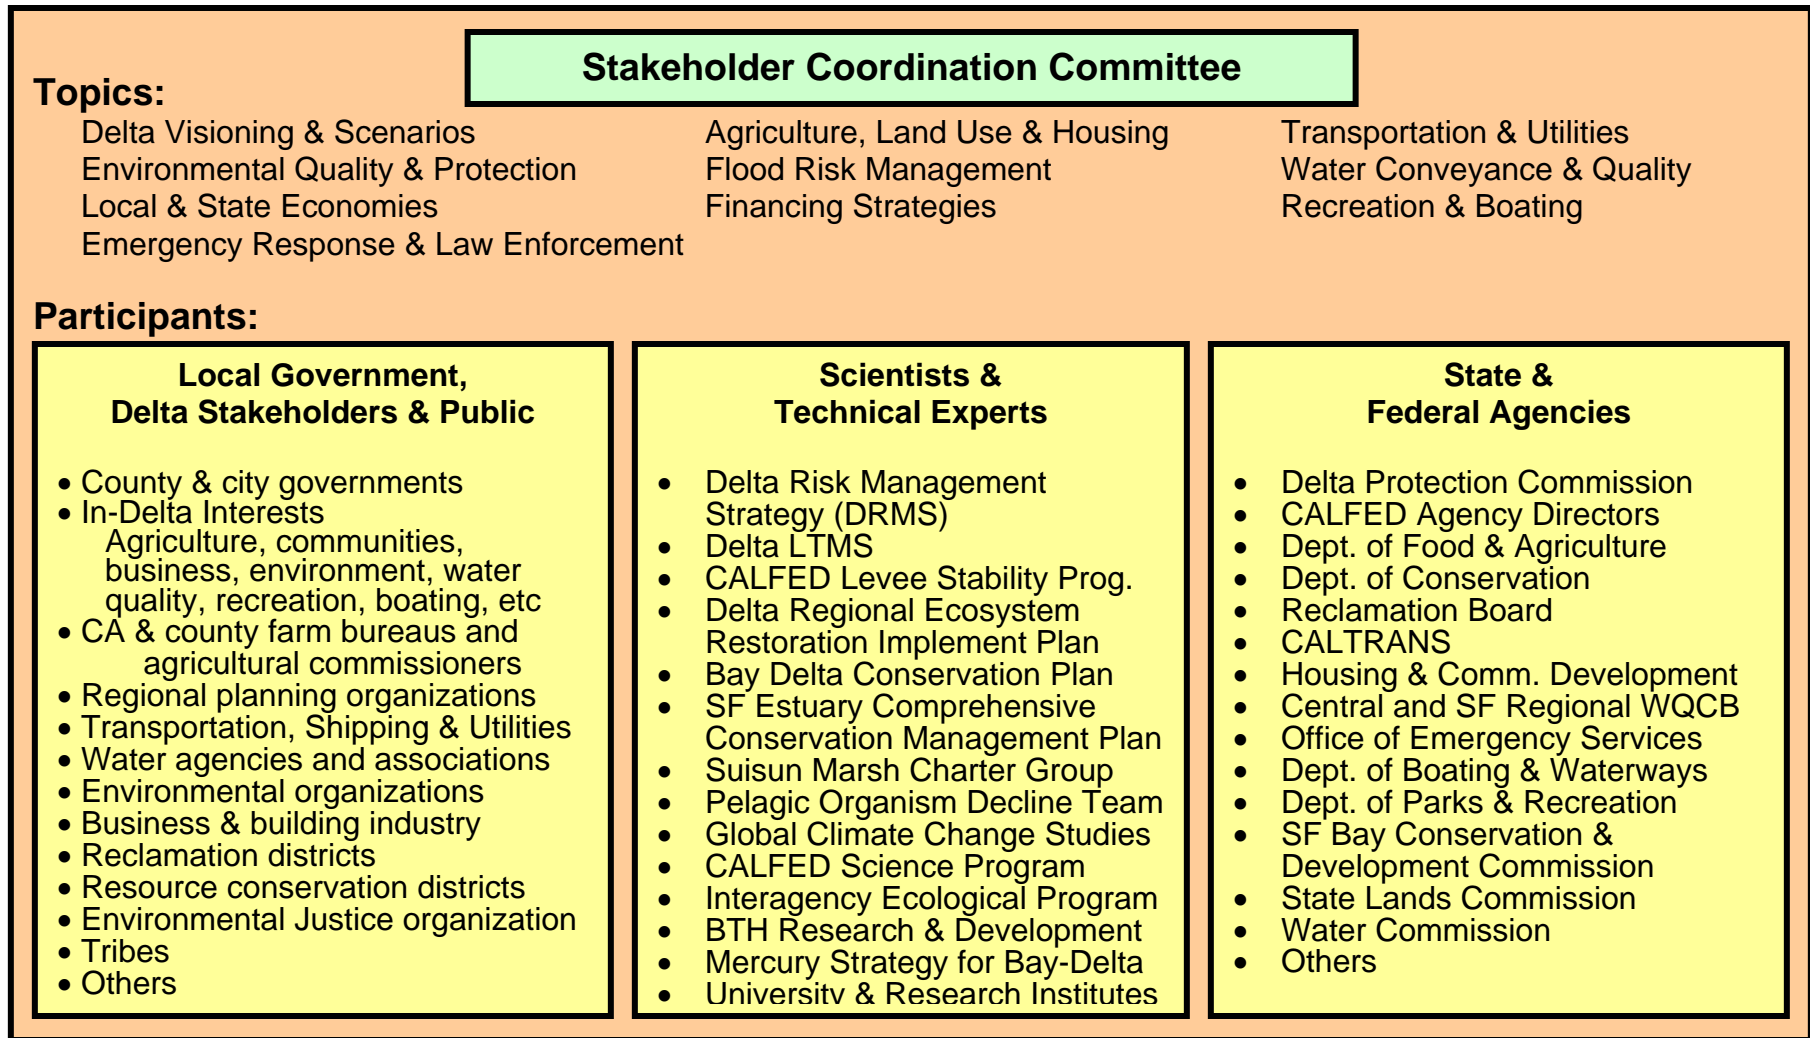 Stakeholder Coordination Committee
Topics:
Delta Visioning & Scenarios
Environmental Quality & Protection
Local & State Economies
Emergency Response & Law Enforcement
Agriculture, Land Use & Housing
Flood Risk Management
Financing Strategies
Transportation & Utilities
Water Conveyance & Quality
Recreation & Boating
Participants:
Local Government,
Delta Stakeholders & Public
• County & city governments
• In-Delta Interests
Agriculture, communities,
business, environment, water
quality, recreation, boating, etc
• CA & county farm bureaus and
agricultural commissioners
• Regional planning organizations
• Transportation, Shipping & Utilities
• Water agencies and associations
• Environmental organizations
• Business & building industry
• Reclamation districts
• Resource conservation districts
• Environmental Justice organization
• Tribes
• Others
Scientists &
Technical Experts
• Delta Risk Management
Strategy (DRMS)
• Delta LTMS
• CALFED Levee Stability Prog.
• Delta Regional Ecosystem
Restoration Implement Plan
• Bay Delta Conservation Plan
• SF Estuary Comprehensive
Conservation Management Plan
• Suisun Marsh Charter Group
• Pelagic Organism Decline Team
• Global Climate Change Studies
• CALFED Science Program
• Interagency Ecological Program
• BTH Research & Development
• Mercury Strategy for Bay-Delta
• University & Research Institutes
State &
Federal Agencies
• Delta Protection Commission
• CALFED Agency Directors
• Dept. of Food & Agriculture
• Dept. of Conservation
• Reclamation Board
• CALTRANS
• Housing & Comm. Development
• Central and SF Regional WQCB
• Office of Emergency Services
• Dept. of Boating & Waterways
• Dept. of Parks & Recreation
• SF Bay Conservation &
Development Commission
• State Lands Commission
• Water Commission
• Others